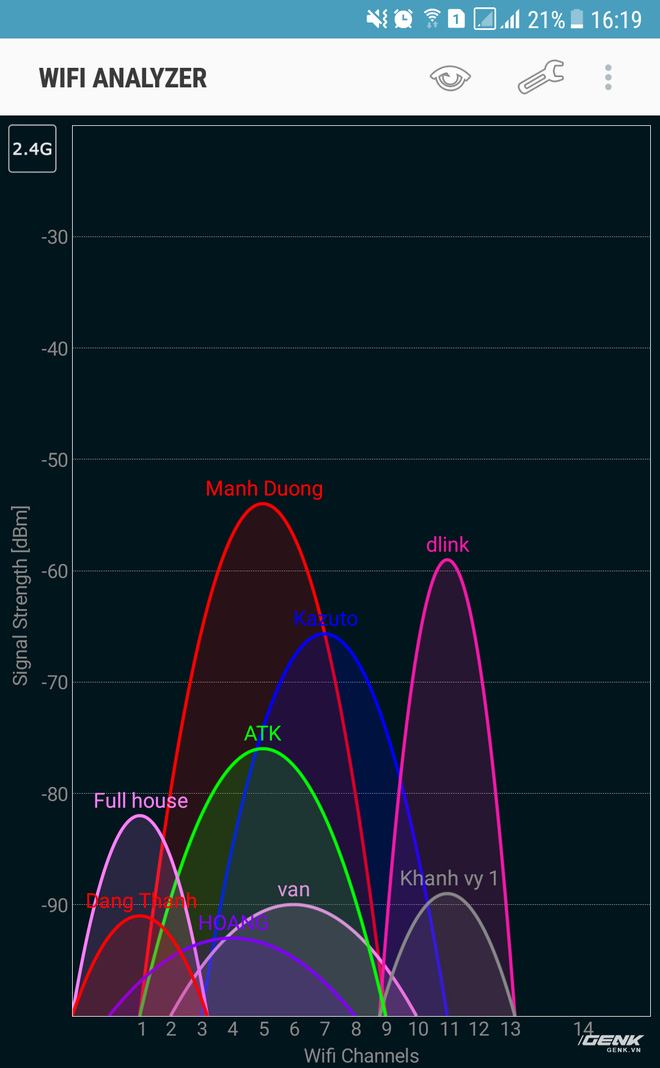 1 21% 16:19
WIFI ANALYZER
2.4G
-30
-40
-50
Manh Duong
dlink
-60
Kazuto
-70
ATK
-80
Full house
Khanh vy 1
van
Dang Thanh
-90
HOANG
Signal Strength [dBm]
1 2 3 4 5 6 7 8 9 10 11 12 13 14
Wifi Channels
GENK
GENK.VN